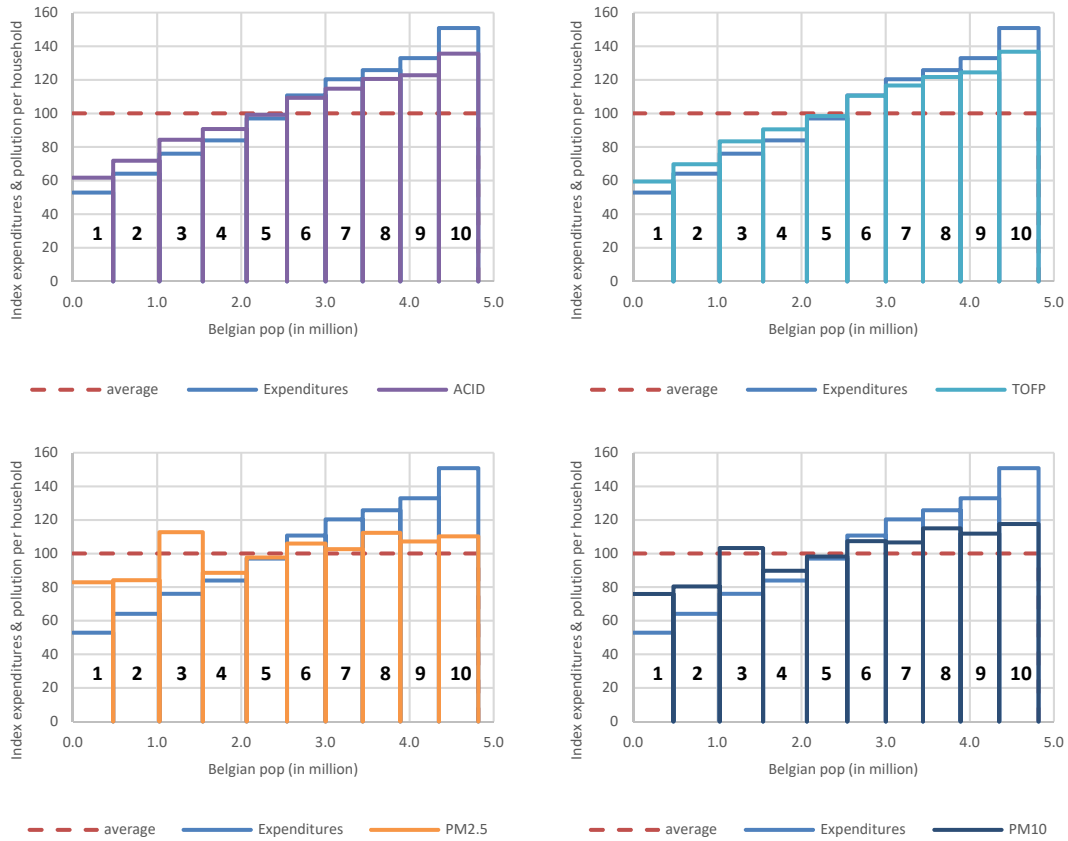 Index expenditures & pollution per household
160
140
120
100
80
60
40
20
0
1 2 3 4 5 6 7 8 9 10
0.0 1.0 2.0 3.0 4.0 5.0
Belgian pop (in million)
average Expenditures ACID
Index expenditures & pollution per household
160
140
120
100
80
60
40
20
0
1 2 3 4 5 6 7 8 9 10
0.0 1.0 2.0 3.0 4.0 5.0
Belgian pop (in million)
average Expenditures TOFP
Index expenditures & pollution per household
160
140
120
100
80
60
40
20
0
1 2 3 4 5 6 7 8 9 10
0.0 1.0 2.0 3.0 4.0 5.0
Belgian pop (in million)
average Expenditures PM2.5
Index expenditures & pollution per household
160
140
120
100
80
60
40
20
0
1 2 3 4 5 6 7 8 9 10
0.0 1.0 2.0 3.0 4.0 5.0
Belgian pop (in million)
average Expenditures PM10